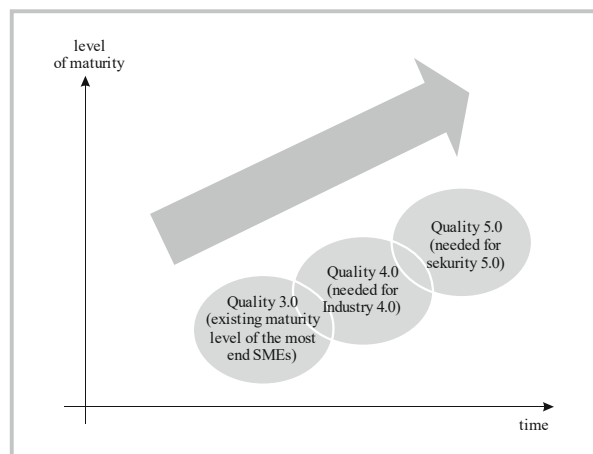 level
of maturity
Quality 5.0
(needed for
sekurity 5.0)
Quality 4.0
(needed for
Industry 4.0)
Quality 3.0
(existing maturity
level of the most
end SMEs)
time